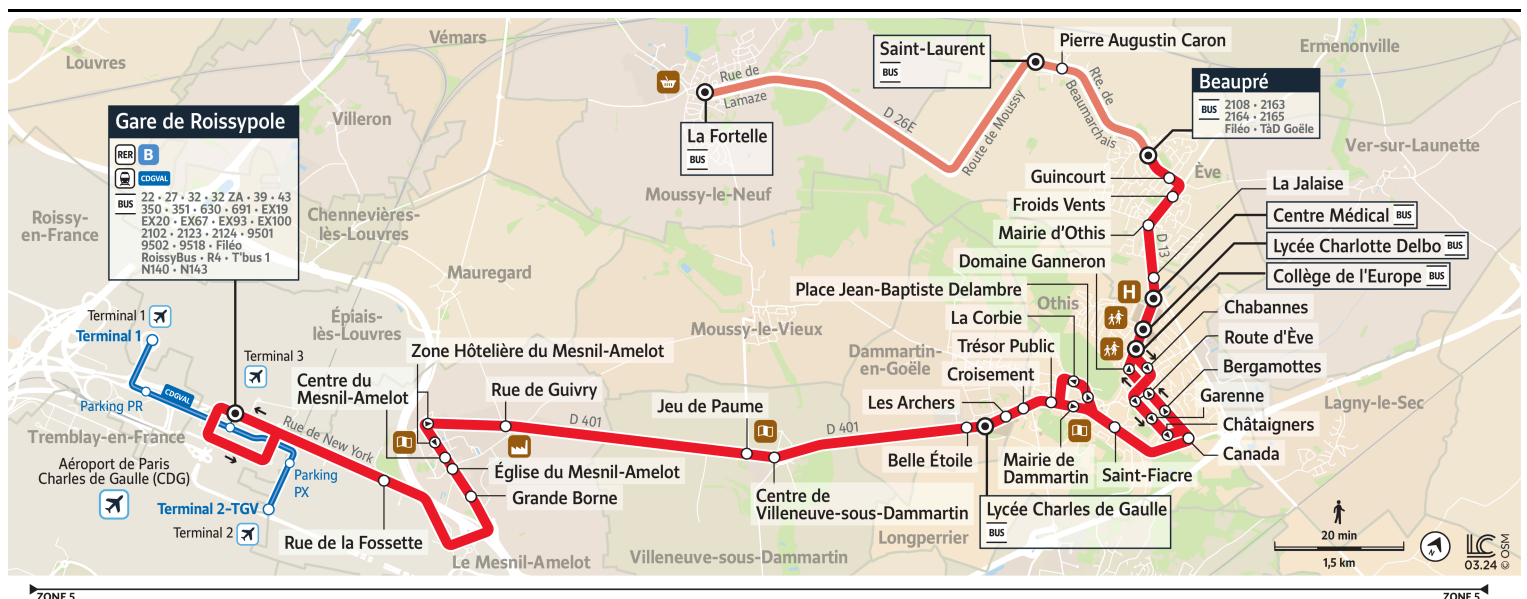 Louvres
Vémars
Villeron
Roissy-
en-France
Chennevières-
lès-Louvres
Mauregard
Épiais-
lès-Louvres
Tremblay-en-France
Le Mesnil-Amelot
Moussy-le-Neuf
Moussy-le-Vieux
Villeneuve-sous-Dammartin
Longperrier
Dammartin-
en-Goële
Othis
Ève
Ermenonville
Ver-sur-Launette
Lagny-le-Sec
Gare de Roissypole
RER B
CDGVAL
BUS
22 • 27 • 32 • 32 ZA • 39 • 43
350 • 351 • 630 • 691 • EX19
EX20 • EX67 • EX93 • EX100
2102 • 2123 • 2124 • 9501
9502 • 9518 • Filéo
RoissyBus • R4 • T'bus 1
N140 • N143
Terminal 1
Terminal 1
Parking PR
CDGVAL
Terminal 3
Rue de New York
Aéroport de Paris
Charles de Gaulle (CDG)
Parking
PX
Terminal 2-TGV
Terminal 2
Rue de la Fossette
Grande Borne
Église du Mesnil-Amelot
Centre du
Mesnil-Amelot
Zone Hôtelière du Mesnil-Amelot
Rue de Guivry
D 401
Jeu de Paume
Centre de
Villeneuve-sous-Dammartin
D 401
Belle Étoile
Lycée Charles de Gaulle
BUS
Les Archers
Croisement
Trésor Public
La Corbie
Place Jean-Baptiste Delambre
Domaine Ganneron
Mairie de
Dammartin
Saint-Fiacre
Canada
Châtaigners
Garenne
Bergamottes
Route d'Ève
Chabannes
Collège de l'Europe BUS
Lycée Charlotte Delbo BUS
Centre Médical BUS
La Jalaise
H
D 13
Mairie d'Othis
Froids Vents
Guincourt
Beaupré
BUS
2108 • 2163
2164 • 2165
Filéo • TàD Goële
Rte. de
Beaumarchais
Pierre Augustin Caron
Saint-Laurent
BUS
Route de Moussy
D 26E
Rue de
Lamaze
La Fortelle
BUS
20 min
1,5 km
N
LC
03.24
© OSM
ZONE 5
ZONE 5